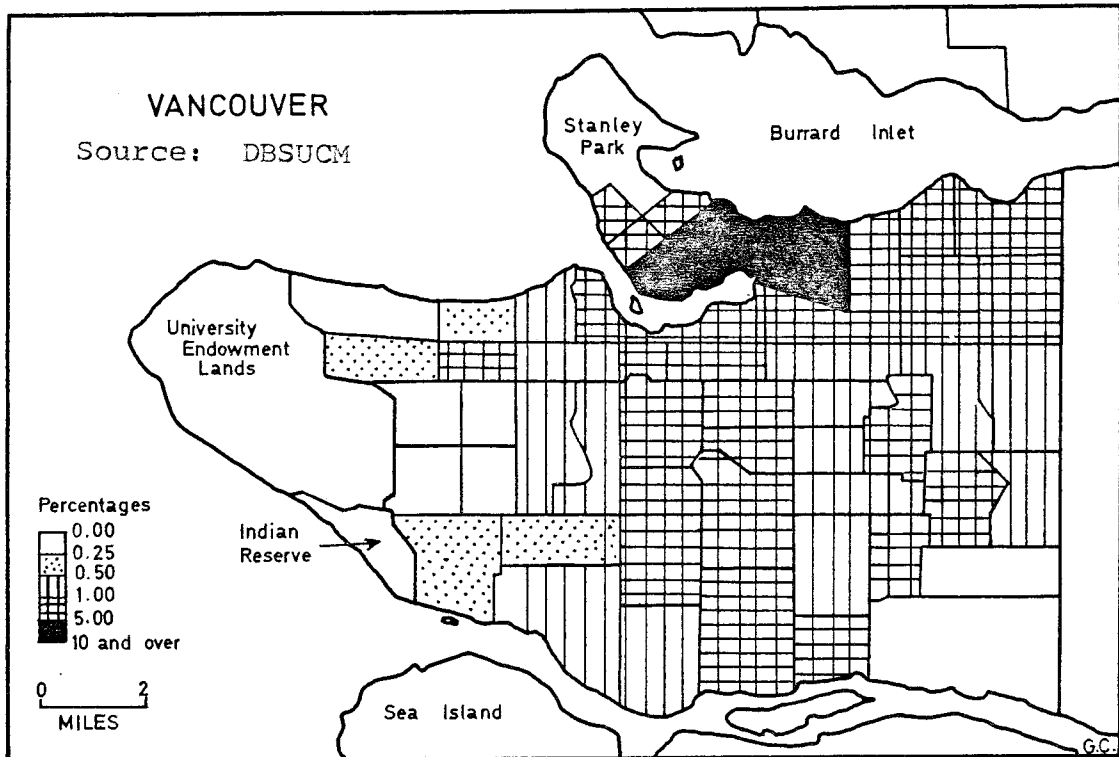 VANCOUVER
Source: DBSUCM
Stanley
Park
Burrard Inlet
University
Endowment
Lands
Indian
Reserve
Percentages
0.00
0.25
0.50
1.00
5.00
10 and over
0 2
MILES
Sea Island
G.C.